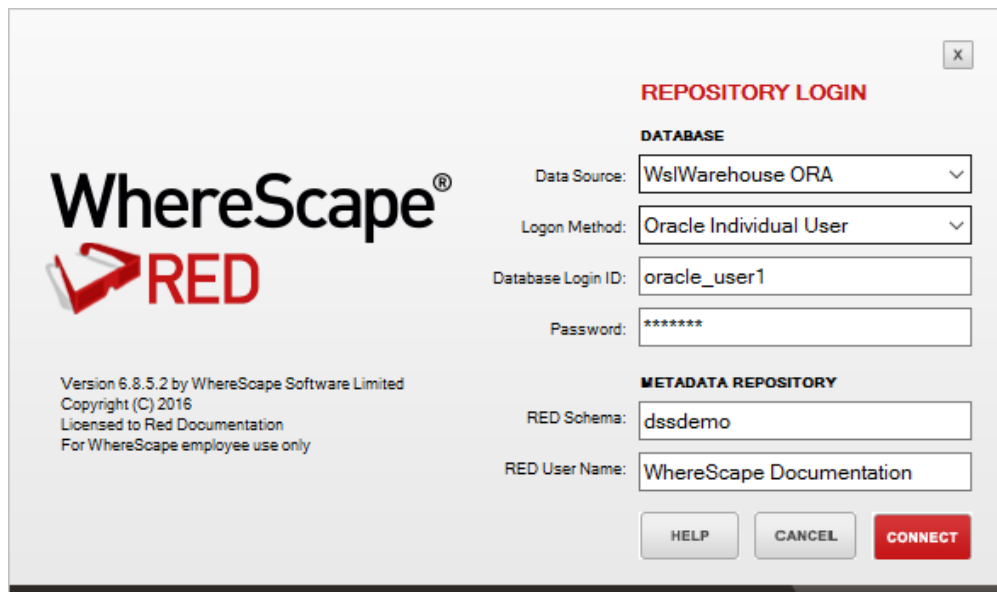 X
REPOSITORY LOGIN
DATABASE
Data Source: WslWarehouse ORA
Logon Method: Oracle Individual User
Database Login ID: oracle_user1
Password: *******
METADATA REPOSITORY
RED Schema: dssdemo
RED User Name: WhereScape Documentation
HELP CANCEL CONNECT
WhereScape®
RED
Version 6.8.5.2 by WhereScape Software Limited
Copyright (C) 2016
Licensed to Red Documentation
For WhereScape employee use only